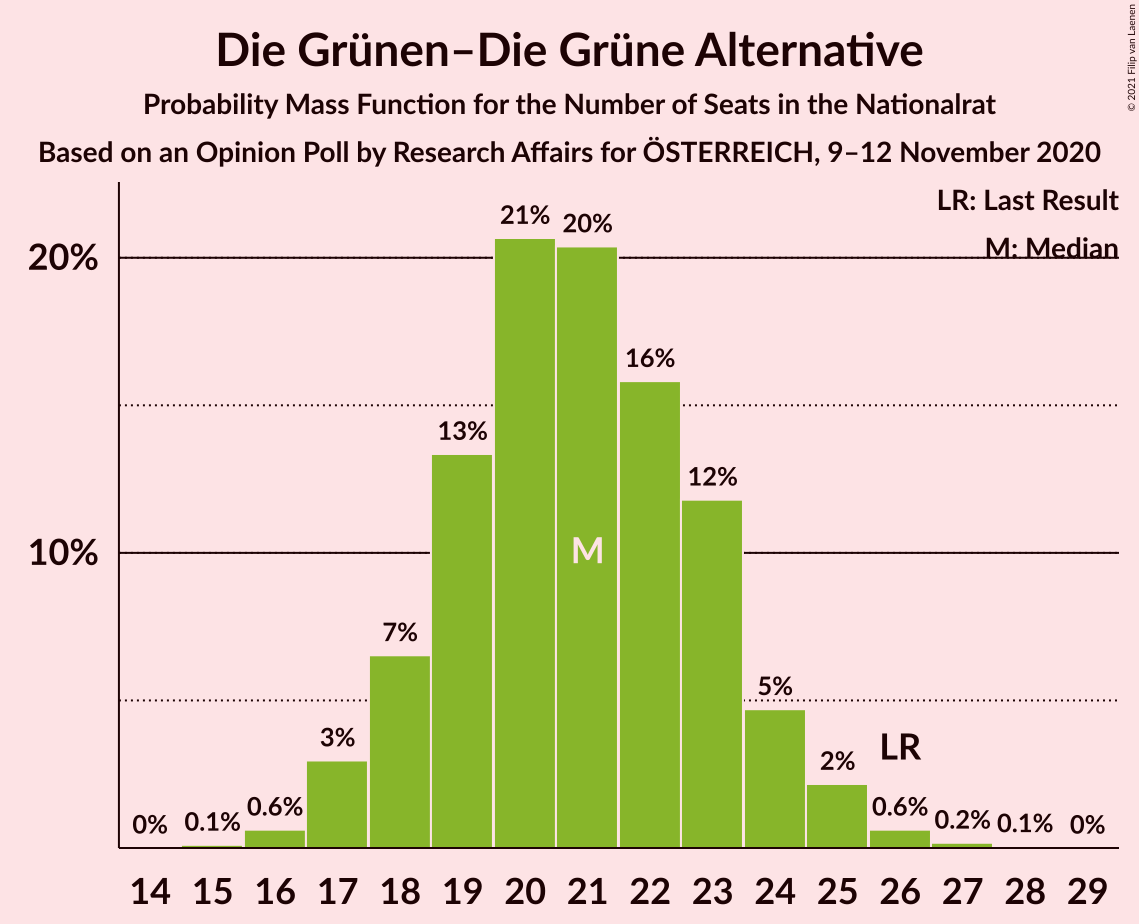 Die Grünen–Die Grüne Alternative
Probability Mass Function for the Number of Seats in the Nationalrat
Based on an Opinion Poll by Research Affairs for ÖSTERREICH, 9–12 November 2020
© 2021 Filip van Laenen
LR: Last Result
M: Median
20%
10%
0%
0.1%
0.6%
3%
7%
13%
21%
20%
16%
12%
5%
2%
0.6%
0.2%
0.1%
0%
M
LR
14 15 16 17 18 19 20 21 22 23 24 25 26 27 28 29